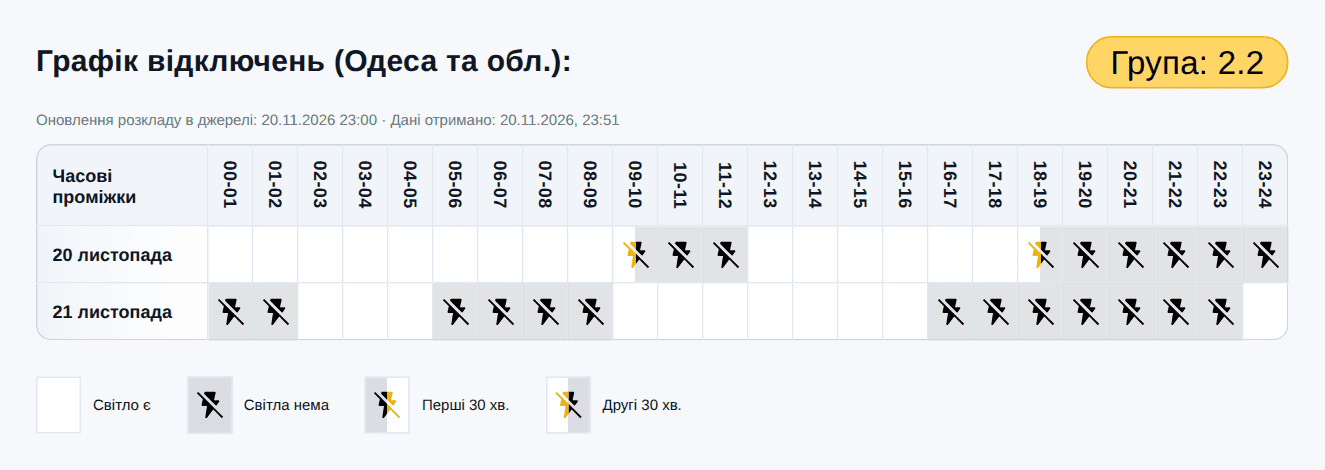 Графік відключень (Одеса та обл.):
Група: 2.2
Оновлення розкладу в джерелі: 20.11.2026 23:00 · Дані отримано: 20.11.2026, 23:51
Часові
проміжки
00-01
01-02
02-03
03-04
04-05
05-06
06-07
07-08
08-09
09-10
10-11
11-12
12-13
13-14
14-15
15-16
16-17
17-18
18-19
19-20
20-21
21-22
22-23
23-24
20 листопада
21 листопада
Світло є
Світла нема
Перші 30 хв.
Другі 30 хв.